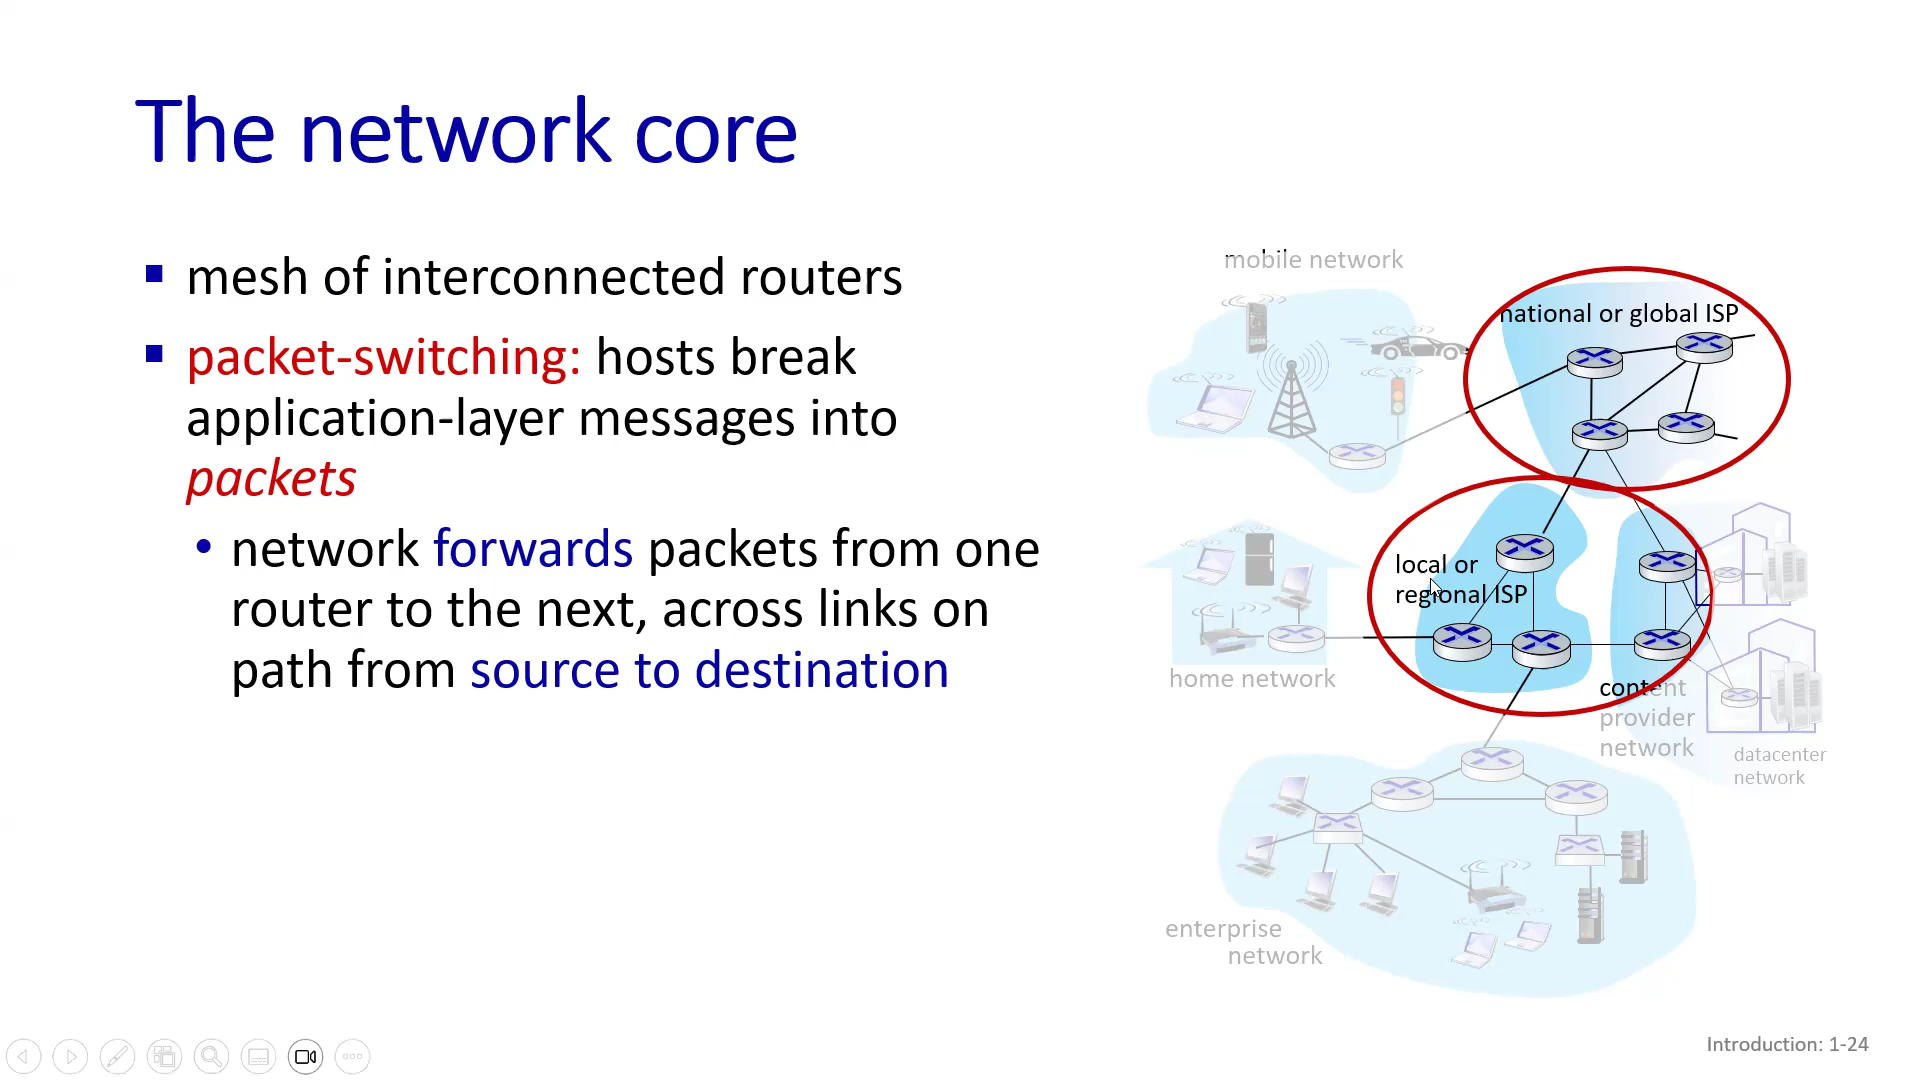 The network core
mesh of interconnected routers
packet-switching: hosts break
application-layer messages into
packets
network forwards packets from one
router to the next, across links on
path from source to destination
mobile network
national or global ISP
local or
regional ISP
home network
content
provider
network
datacenter
network
enterprise
network
Introduction: 1-24